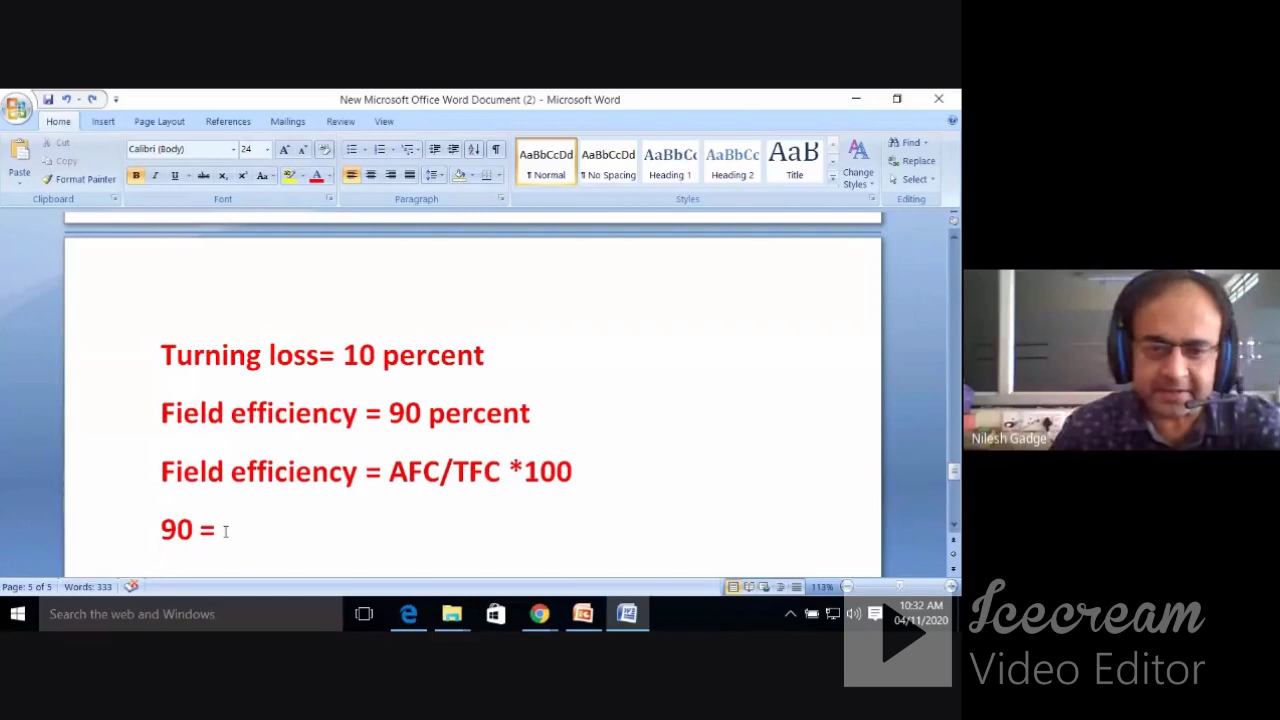 New Microsoft Office Word Document (2) - Microsoft Word
Home Insert Page Layout References Mailings Review View
Cut
Copy
Paste
Format Painter
Clipboard
Calibri (Body) 24
Font
Paragraph
AaBbCcDd AaBbCcDd AaBbCc AaBbCc AaB
¶ Normal ¶ No Spacing Heading 1 Heading 2 Title
Change Styles
Styles
Find
Replace
Select
Editing
Turning loss= 10 percent
Field efficiency = 90 percent
Field efficiency = AFC/TFC *100
90 =
Nilesh Gadge
Page: 5 of 5 Words: 333 113%
Search the web and Windows
10:32 AM
04/11/2020
Icecream
Video Editor